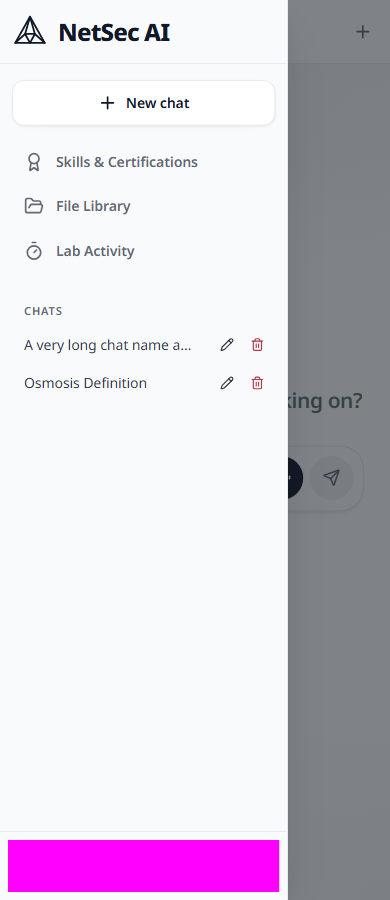 NetSec AI
New chat
Skills & Certifications
File Library
Lab Activity
CHATS
A very long chat name a...
Osmosis Definition
king on?